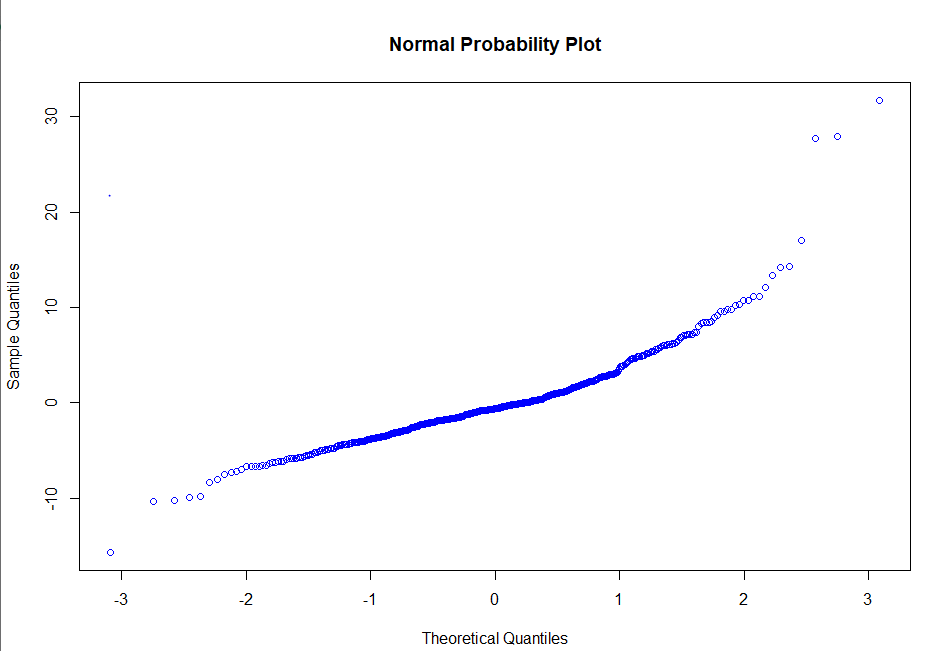 Normal Probability Plot
Sample Quantiles
30
20
10
0
-10
-3 -2 -1 0 1 2 3
Theoretical Quantiles